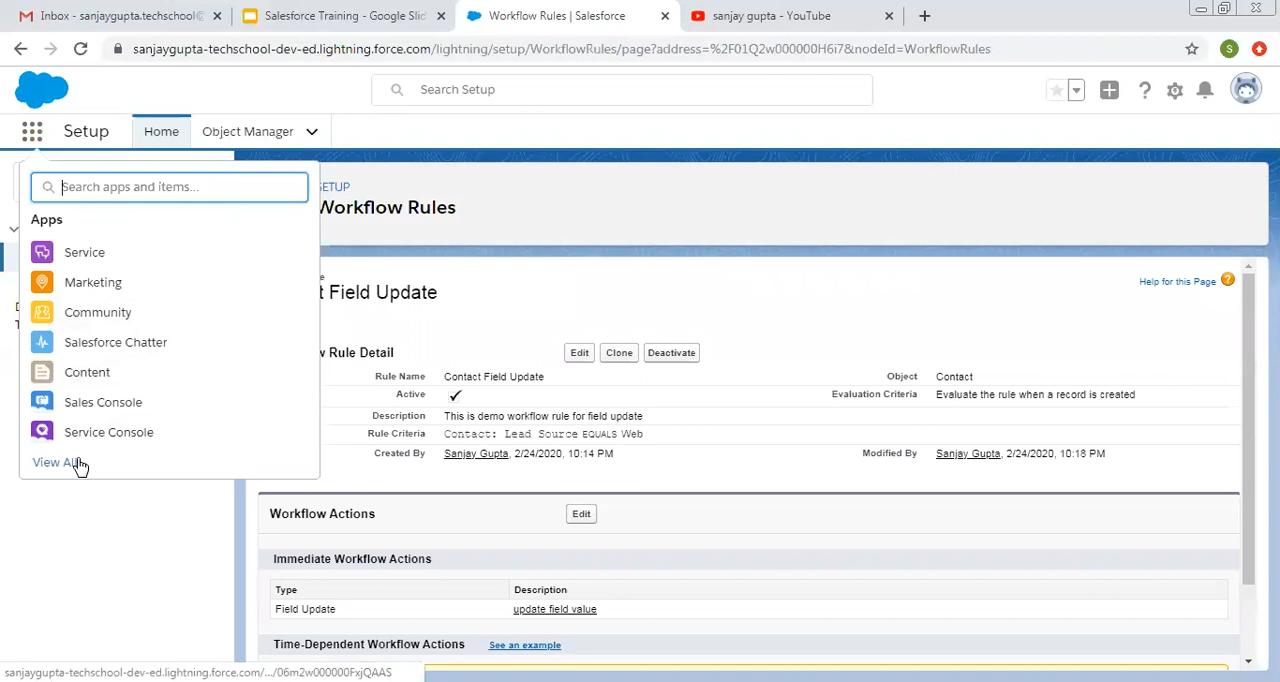 Inbox - sanjaygupta.techschool@
Salesforce Training - Google Slid
Workflow Rules | Salesforce
sanjay gupta - YouTube
sanjaygupta-techschool-dev-ed.lightning.force.com/lightning/setup/WorkflowRules/page?address=%2F01Q2w000000H6i7&nodeId=WorkflowRules
S
Search Setup
Setup
Home
Object Manager
Search apps and items...
Apps
Service
Marketing
Community
Salesforce Chatter
Content
Sales Console
Service Console
View All
SETUP
Workflow Rules
Help for this Page
t Field Update
w Rule Detail
Edit
Clone
Deactivate
Rule Name
Contact Field Update
Object
Contact
Active
Evaluation Criteria
Evaluate the rule when a record is created
Description
This is demo workflow rule for field update
Rule Criteria
Contact: Lead Source EQUALS Web
Created By
Sanjay Gupta, 2/24/2020, 10:14 PM
Modified By
Sanjay Gupta, 2/24/2020, 10:18 PM
Workflow Actions
Edit
Immediate Workflow Actions
Type
Description
Field Update
update field value
Time-Dependent Workflow Actions
See an example
sanjaygupta-techschool-dev-ed.lightning.force.com/.../06m2w000000FxjQAAS